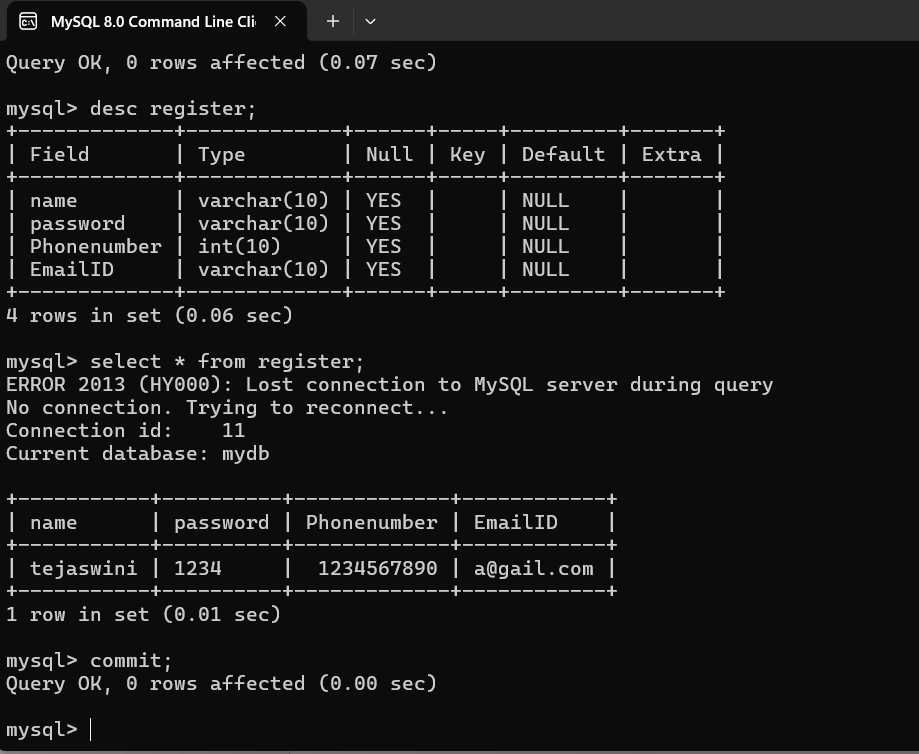 MySQL 8.0 Command Line Cli
Query OK, 0 rows affected (0.07 sec)
mysql> desc register;
+-------------+-------------+------+-----+---------+-------+
| Field       | Type        | Null | Key | Default | Extra |
+-------------+-------------+------+-----+---------+-------+
| name        | varchar(10) | YES  |     | NULL    |       |
| password    | varchar(10) | YES  |     | NULL    |       |
| Phonenumber | int(10)     | YES  |     | NULL    |       |
| EmailID     | varchar(10) | YES  |     | NULL    |       |
+-------------+-------------+------+-----+---------+-------+
4 rows in set (0.06 sec)
mysql> select * from register;
ERROR 2013 (HY000): Lost connection to MySQL server during query
No connection. Trying to reconnect...
Connection id:    11
Current database: mydb
+-----------+----------+-------------+------------+
| name      | password | Phonenumber | EmailID    |
+-----------+----------+-------------+------------+
| tejaswini | 1234     |  1234567890 | a@gail.com |
+-----------+----------+-------------+------------+
1 row in set (0.01 sec)
mysql> commit;
Query OK, 0 rows affected (0.00 sec)
mysql>